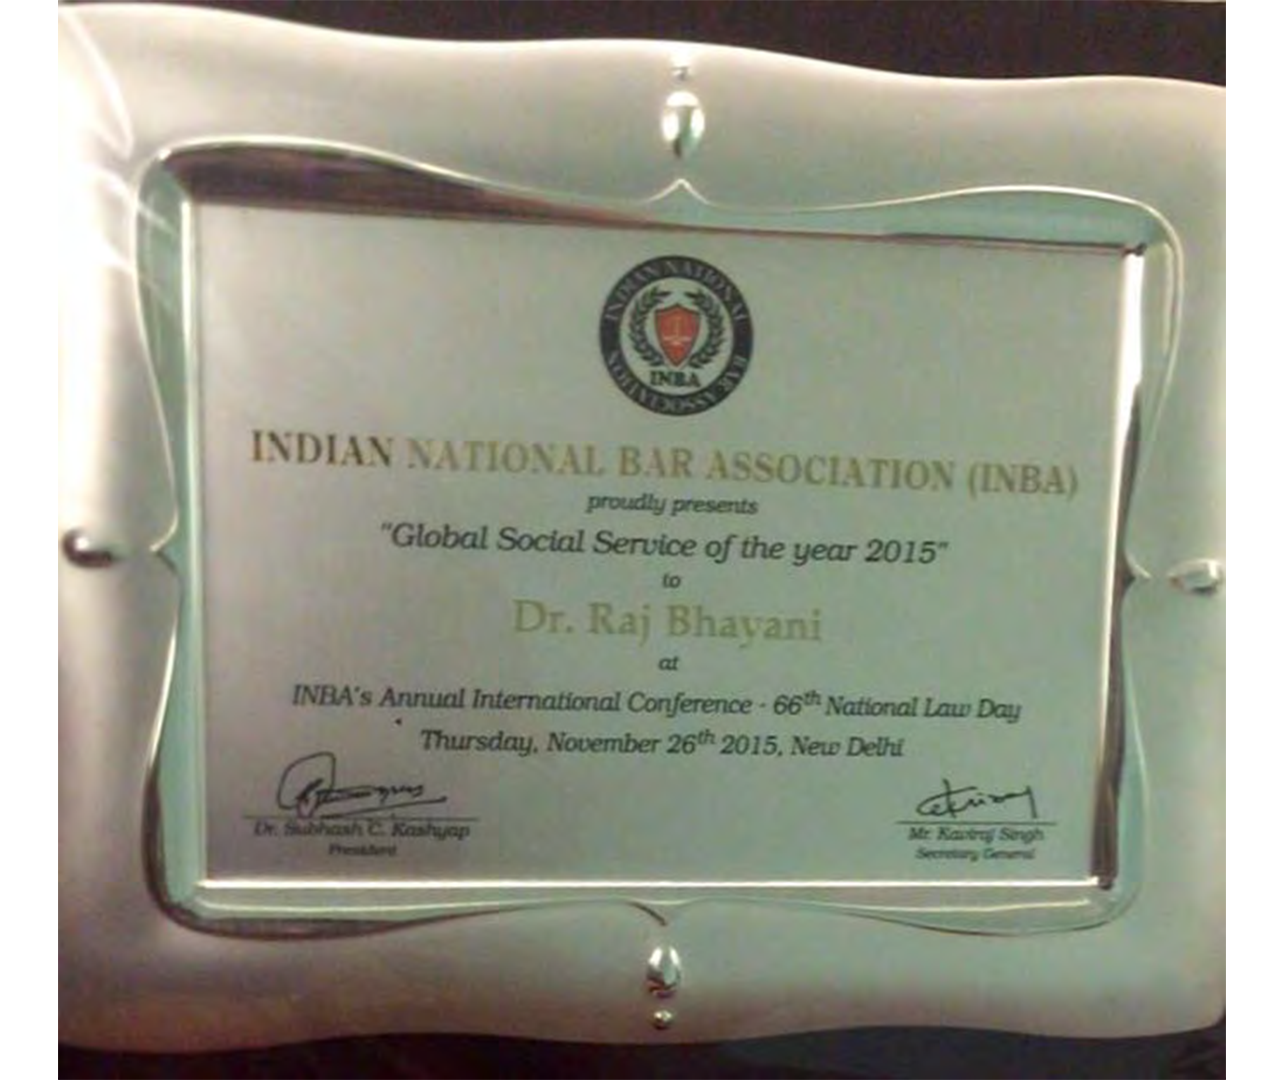 INDIAN NATIONAL BAR ASSOCIATION
INBA
INDIAN NATIONAL BAR ASSOCIATION (INBA)
proudly presents
"Global Social Service of the year 2015"
to
Dr. Raj Bhayani
at
INBA's Annual International Conference - 66th National Law Day
Thursday, November 26th 2015, New Delhi
Dr. Subhash C. Kashyap
President
Mr. Kaviraj Singh
Secretary General